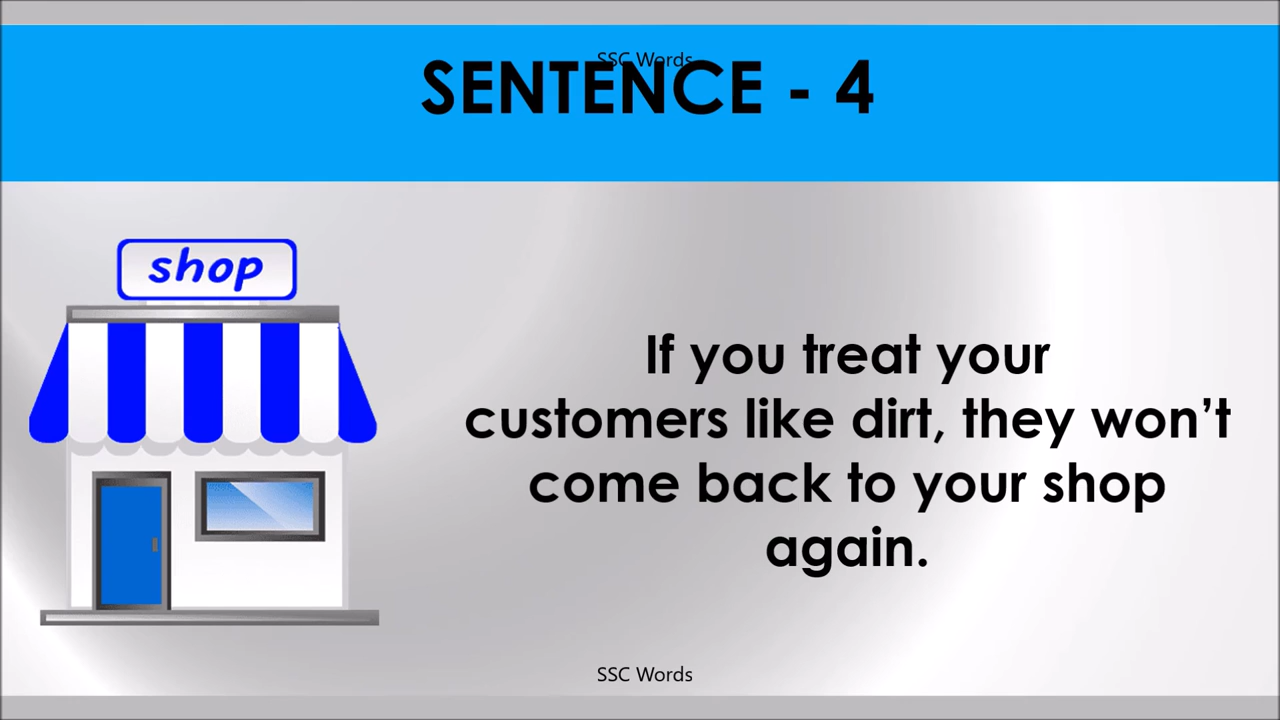 SSC Words
SENTENCE - 4
shop
If you treat your
customers like dirt, they won’t
come back to your shop
again.
SSC Words